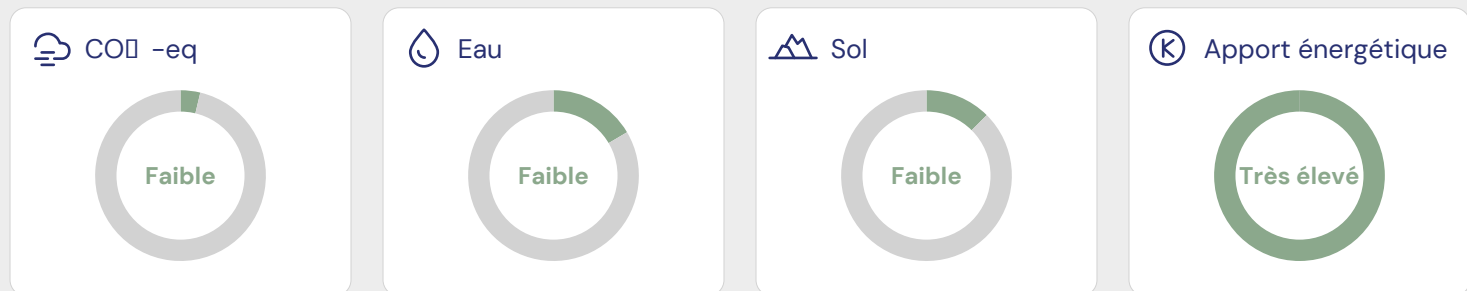 CO▯ -eq
Faible
Eau
Faible
Sol
Faible
Apport énergétique
Très élevé